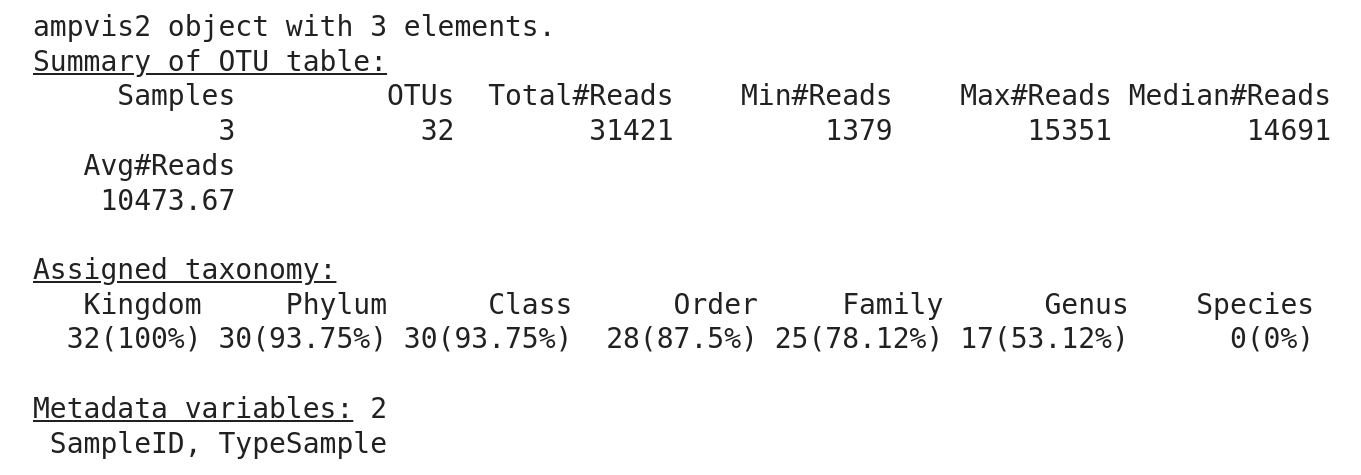 ampvis2 object with 3 elements.
Summary of OTU table:
Samples OTUs Total#Reads Min#Reads Max#Reads Median#Reads
3 32 31421 1379 15351 14691
Avg#Reads
10473.67
Assigned taxonomy:
Kingdom Phylum Class Order Family Genus Species
32(100%) 30(93.75%) 30(93.75%) 28(87.5%) 25(78.12%) 17(53.12%) 0(0%)
Metadata variables: 2
SampleID, TypeSample